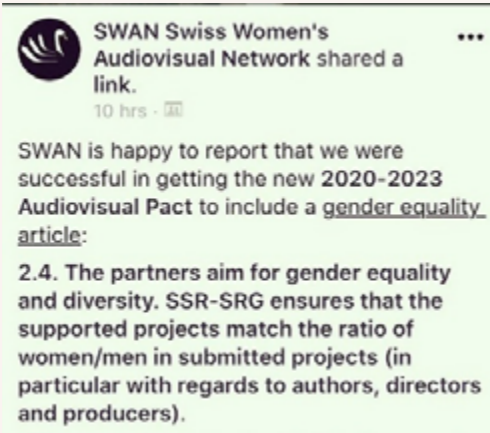 SWAN Swiss Women's
Audiovisual Network shared a
link.
10 hrs ·
SWAN is happy to report that we were
successful in getting the new 2020-2023
Audiovisual Pact to include a gender equality
article:
2.4. The partners aim for gender equality
and diversity. SSR-SRG ensures that the
supported projects match the ratio of
women/men in submitted projects (in
particular with regards to authors, directors
and producers).